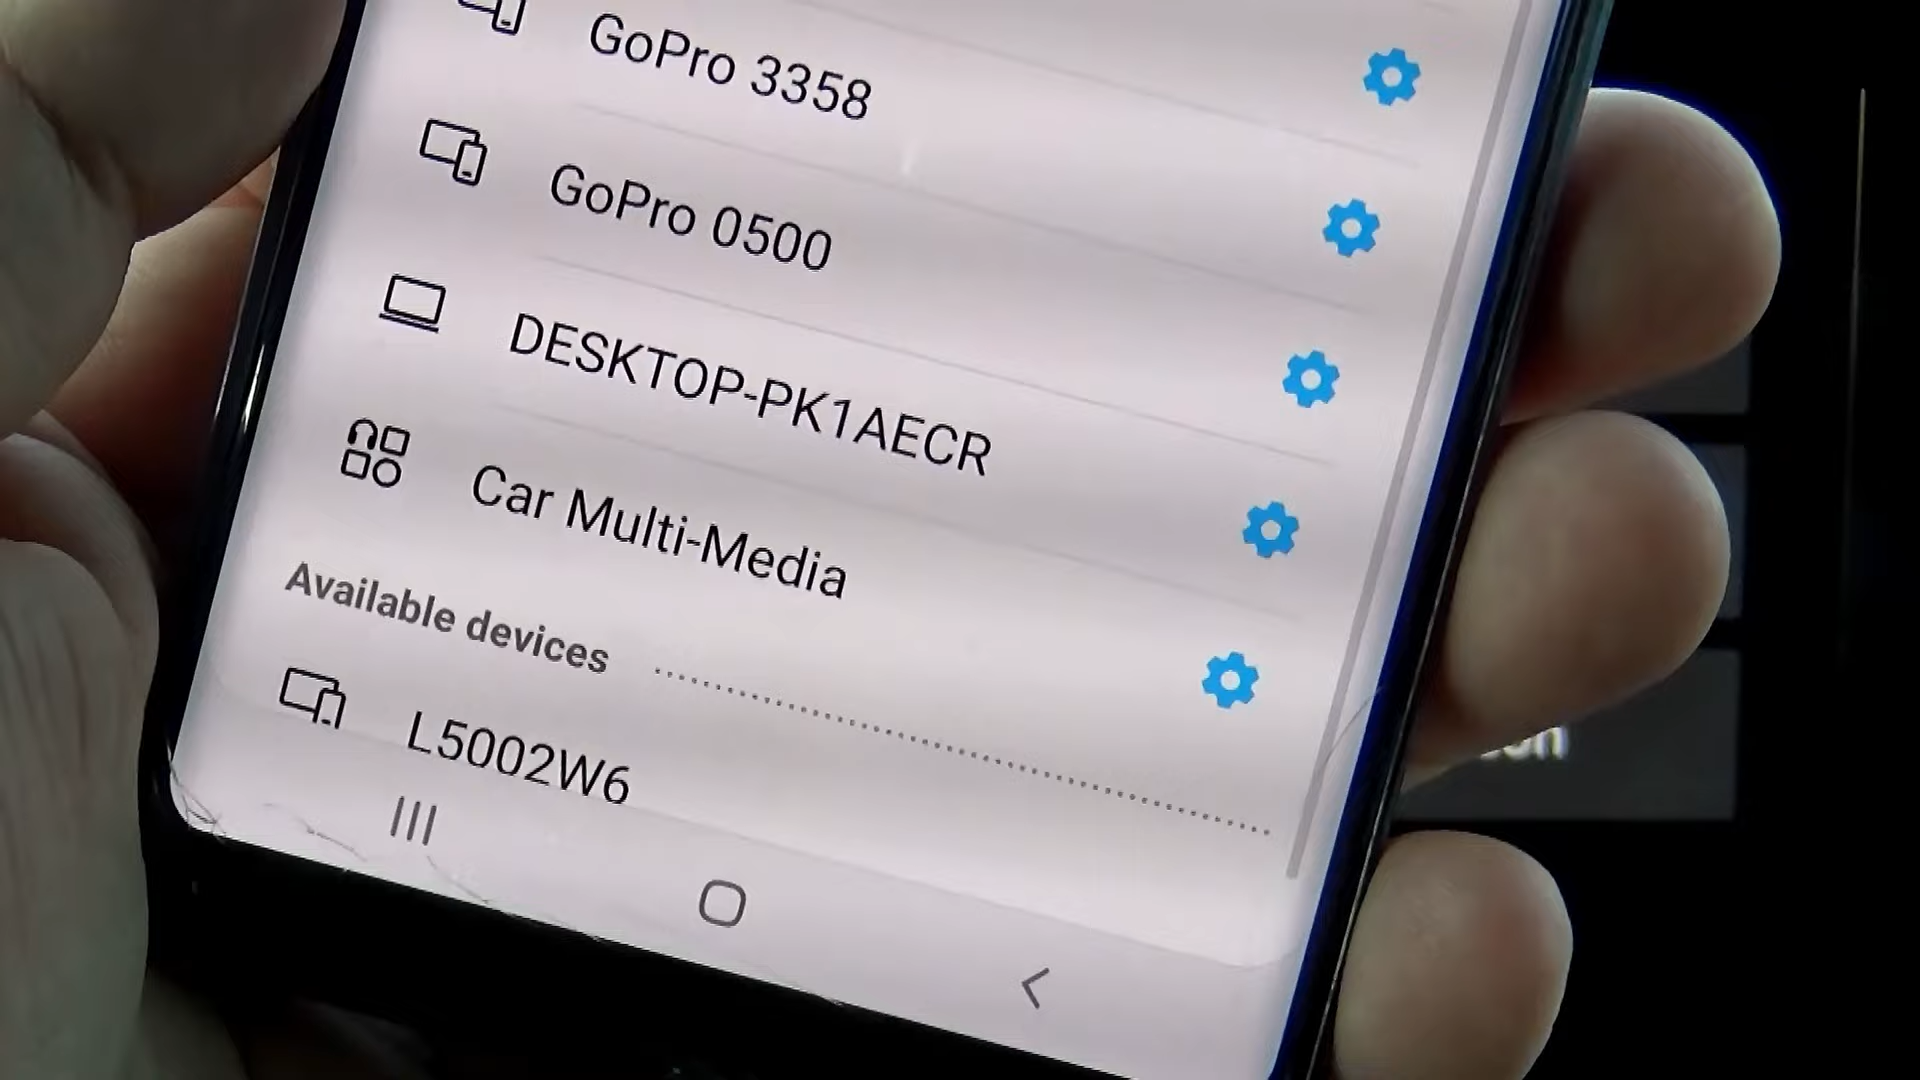 GoPro 3358
GoPro 0500
DESKTOP-PK1AECR
Car Multi-Media
Available devices
L5002W6